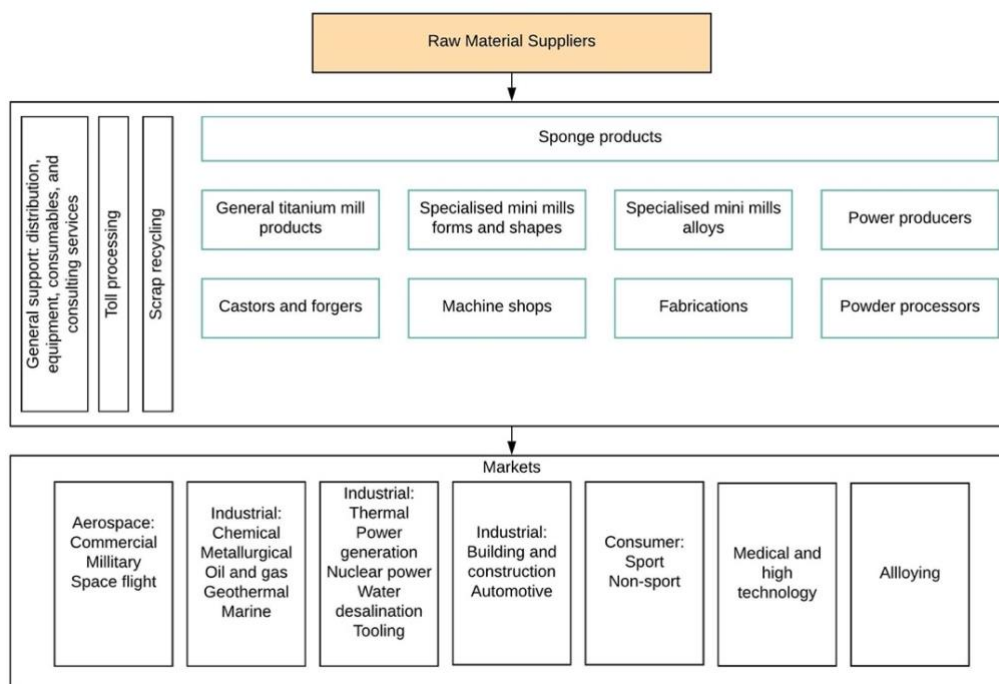 Raw Material Suppliers
General support: distribution,
equipment, consumables, and
consulting services
Toll processing
Scrap recycling
Sponge products
General titanium mill
products
Specialised mini mills
forms and shapes
Specialised mini mills
alloys
Power producers
Castors and forgers
Machine shops
Fabrications
Powder processors
Markets
Aerospace:
Commercial
Millitary
Space flight
Industrial:
Chemical
Metallurgical
Oil and gas
Geothermal
Marine
Industrial:
Thermal
Power
generation
Nuclear power
Water
desalination
Tooling
Industrial:
Building and
construction
Automotive
Consumer:
Sport
Non-sport
Medical and
high
technology
Allloying